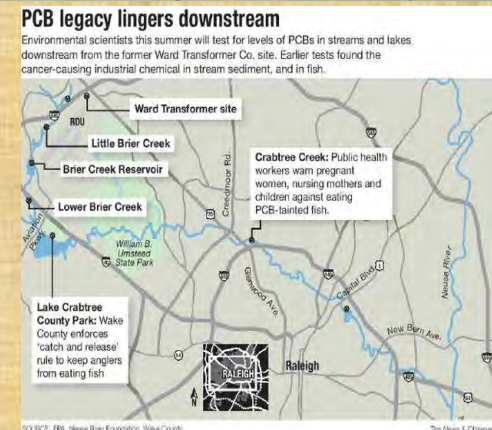 PCB legacy lingers downstream
Environmental scientists this summer will test for levels of PCBs in streams and lakes
downstream from the former Ward Transformer Co. site. Earlier tests found the
cancer-causing industrial chemical in stream sediment, and in fish.
Ward Transformer site
RDU
Little Brier Creek
Brier Creek Reservoir
Lower Brier Creek
Aviation
Pkwy.
William B.
Umstead
State Park
Creedmoor Rd.
70
Crabtree Creek: Public health
workers warn pregnant
women, nursing mothers and
children against eating
PCB-tainted fish.
Glenwood Ave.
Capital Blvd.
1
Neuse River
New Bern Ave.
Lake Crabtree
County Park: Wake
County enforces
'catch and release'
rule to keep anglers
from eating fish
RALEIGH
N
Raleigh
64
SOURCE: EPA, Neuse River Foundation, Wake County
The News & Observer